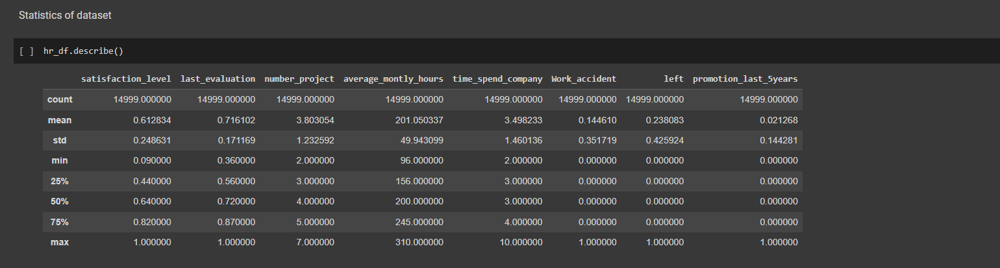 Statistics of dataset
[ ] hr_df.describe()
satisfaction_level last_evaluation number_project average_montly_hours time_spend_company Work_accident left promotion_last_5years
count 14999.000000 14999.000000 14999.000000 14999.000000 14999.000000 14999.000000 14999.000000 14999.000000
mean 0.612834 0.716102 3.803054 201.050337 3.498233 0.144610 0.238083 0.021268
std 0.248631 0.171169 1.232592 49.943099 1.460136 0.351719 0.425924 0.144281
min 0.090000 0.360000 2.000000 96.000000 2.000000 0.000000 0.000000 0.000000
25% 0.440000 0.560000 3.000000 156.000000 3.000000 0.000000 0.000000 0.000000
50% 0.640000 0.720000 4.000000 200.000000 3.000000 0.000000 0.000000 0.000000
75% 0.820000 0.870000 5.000000 245.000000 4.000000 0.000000 0.000000 0.000000
max 1.000000 1.000000 7.000000 310.000000 10.000000 1.000000 1.000000 1.000000